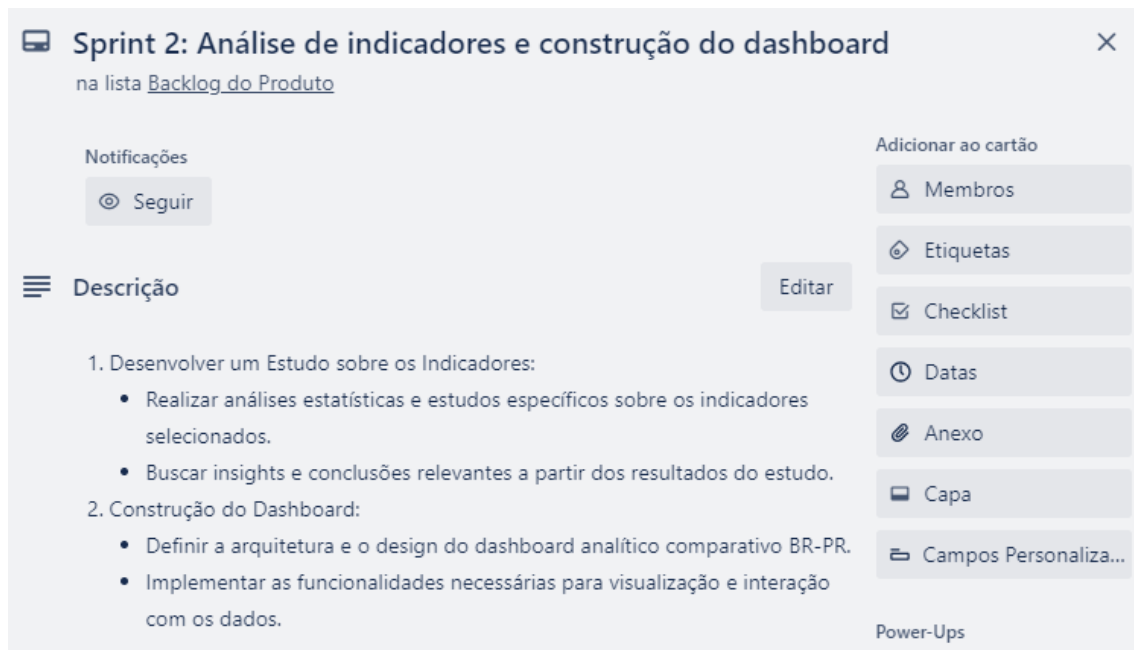 Sprint 2: Análise de indicadores e construção do dashboard
na lista Backlog do Produto
Notificações
Seguir
Descrição
Editar
1. Desenvolver um Estudo sobre os Indicadores:
• Realizar análises estatísticas e estudos específicos sobre os indicadores
selecionados.
• Buscar insights e conclusões relevantes a partir dos resultados do estudo.
2. Construção do Dashboard:
• Definir a arquitetura e o design do dashboard analítico comparativo BR-PR.
• Implementar as funcionalidades necessárias para visualização e interação
com os dados.
Adicionar ao cartão
Membros
Etiquetas
Checklist
Datas
Anexo
Capa
Campos Personaliza...
Power-Ups